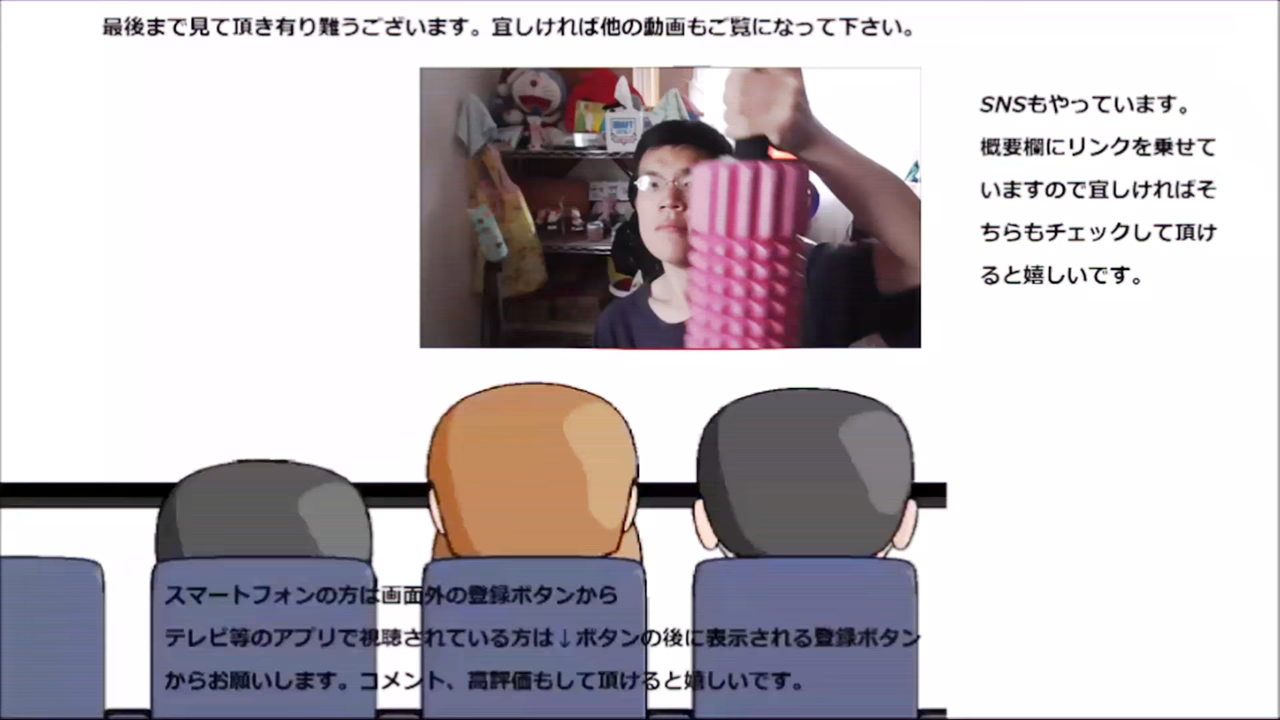 最後まで見て頂き有り難うございます。宜しければ他の動画もご覧になって下さい。
SNSもやっています。
概要欄にリンクを乗せて
いますので宜しければそ
ちらもチェックして頂け
ると嬉しいです。
スマートフォンの方は画面外の登録ボタンから
テレビ等のアプリで視聴されている方は↓ボタンの後に表示される登録ボタン
からお願いします。コメント、高評価もして頂けると嬉しいです。